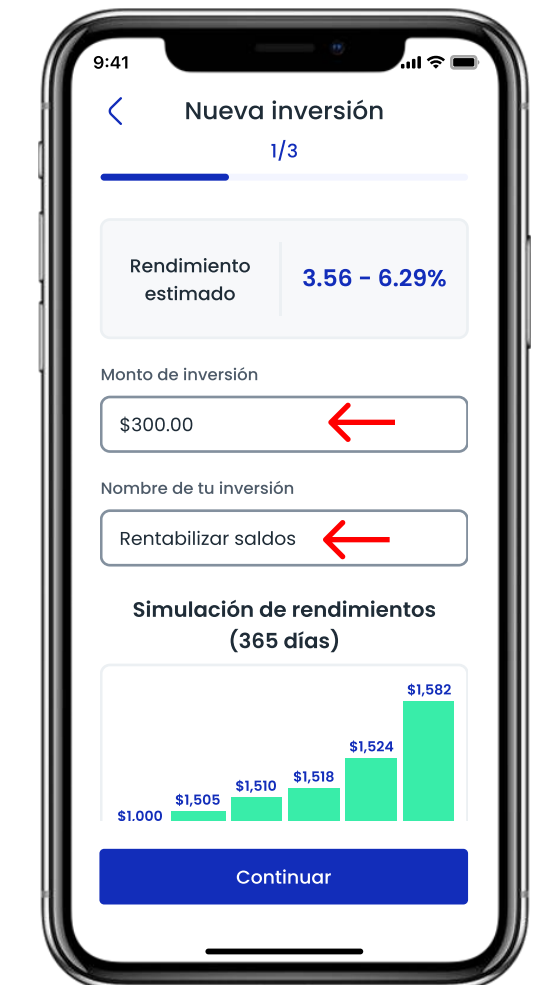 9:41
Nueva inversión
1/3
Rendimiento
estimado
3.56 - 6.29%
Monto de inversión
$300.00
Nombre de tu inversión
Rentabilizar saldos
Simulación de rendimientos
(365 días)
$1,582
$1,524
$1,518
$1,510
$1,505
$1,000
Continuar